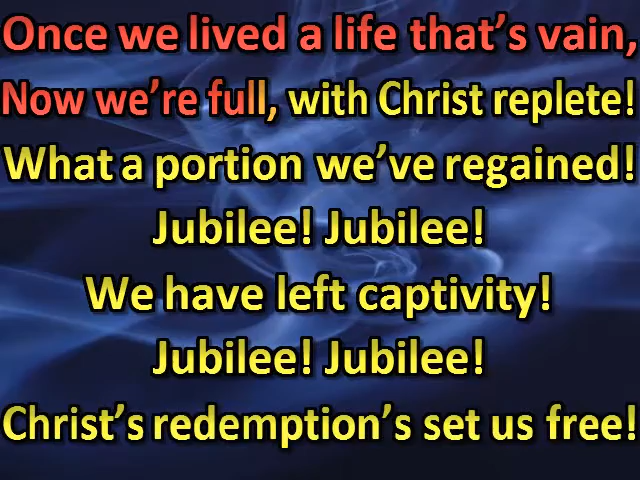 Once we lived a life that's vain,
Now we're full, with Christ replete!
What a portion we've regained!
Jubilee! Jubilee!
We have left captivity!
Jubilee! Jubilee!
Christ's redemption's set us free!